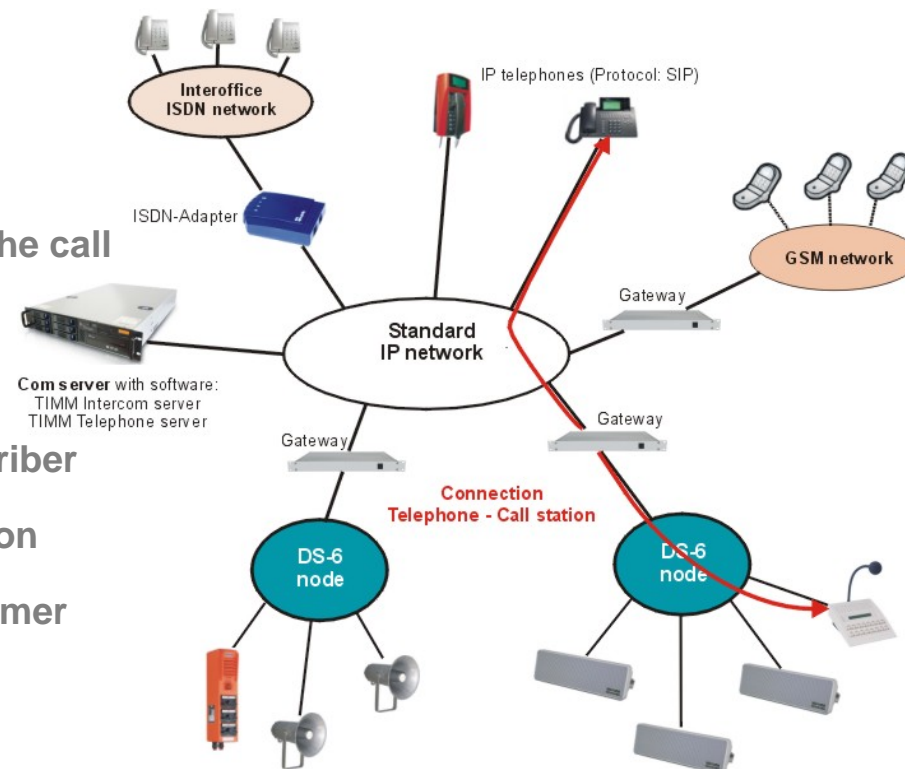 IP telephones (Protocol: SIP)
Interoffice
ISDN network
ISDN-Adapter
he call
GSM network
Gateway
Standard
IP network
Com server with software:
TIMM Intercom server
TIMM Telephone server
Gateway
Gateway
riber
Connection
Telephone - Call station
on
DS-6
node
DS-6
node
mer